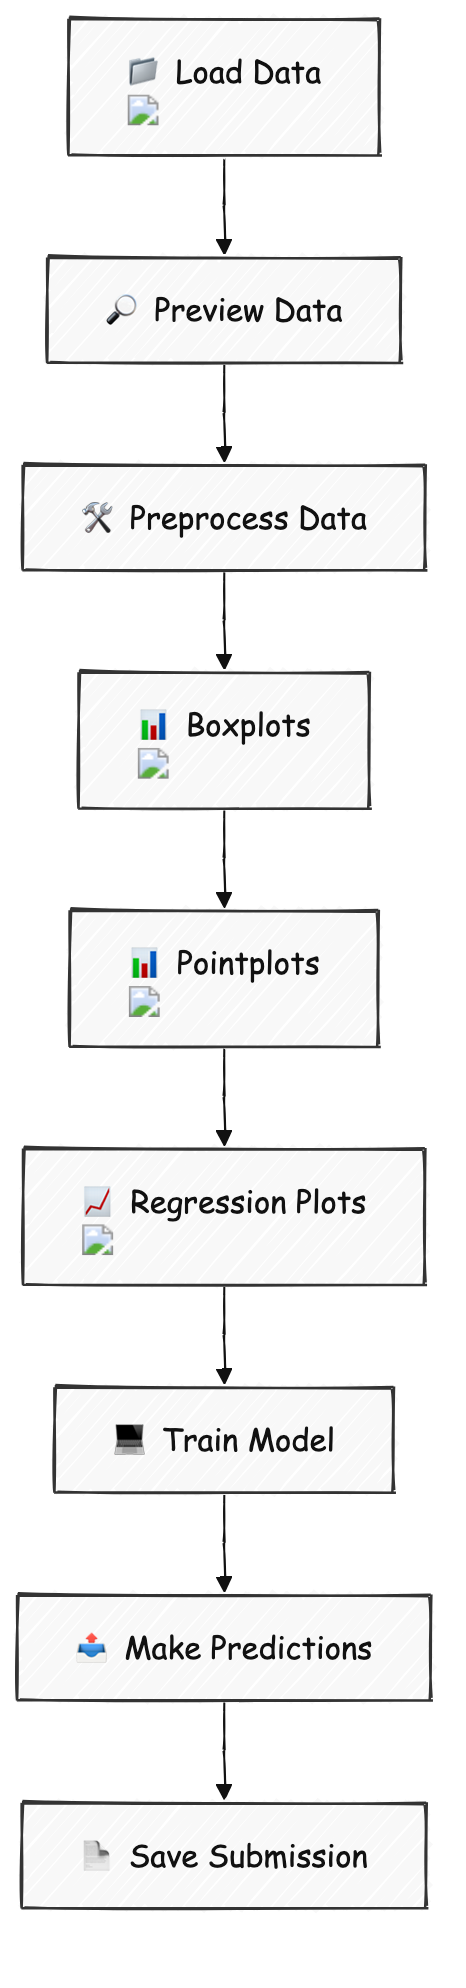 Load Data
Preview Data
Preprocess Data
Boxplots
Pointplots
Regression Plots
Train Model
Make Predictions
Save Submission